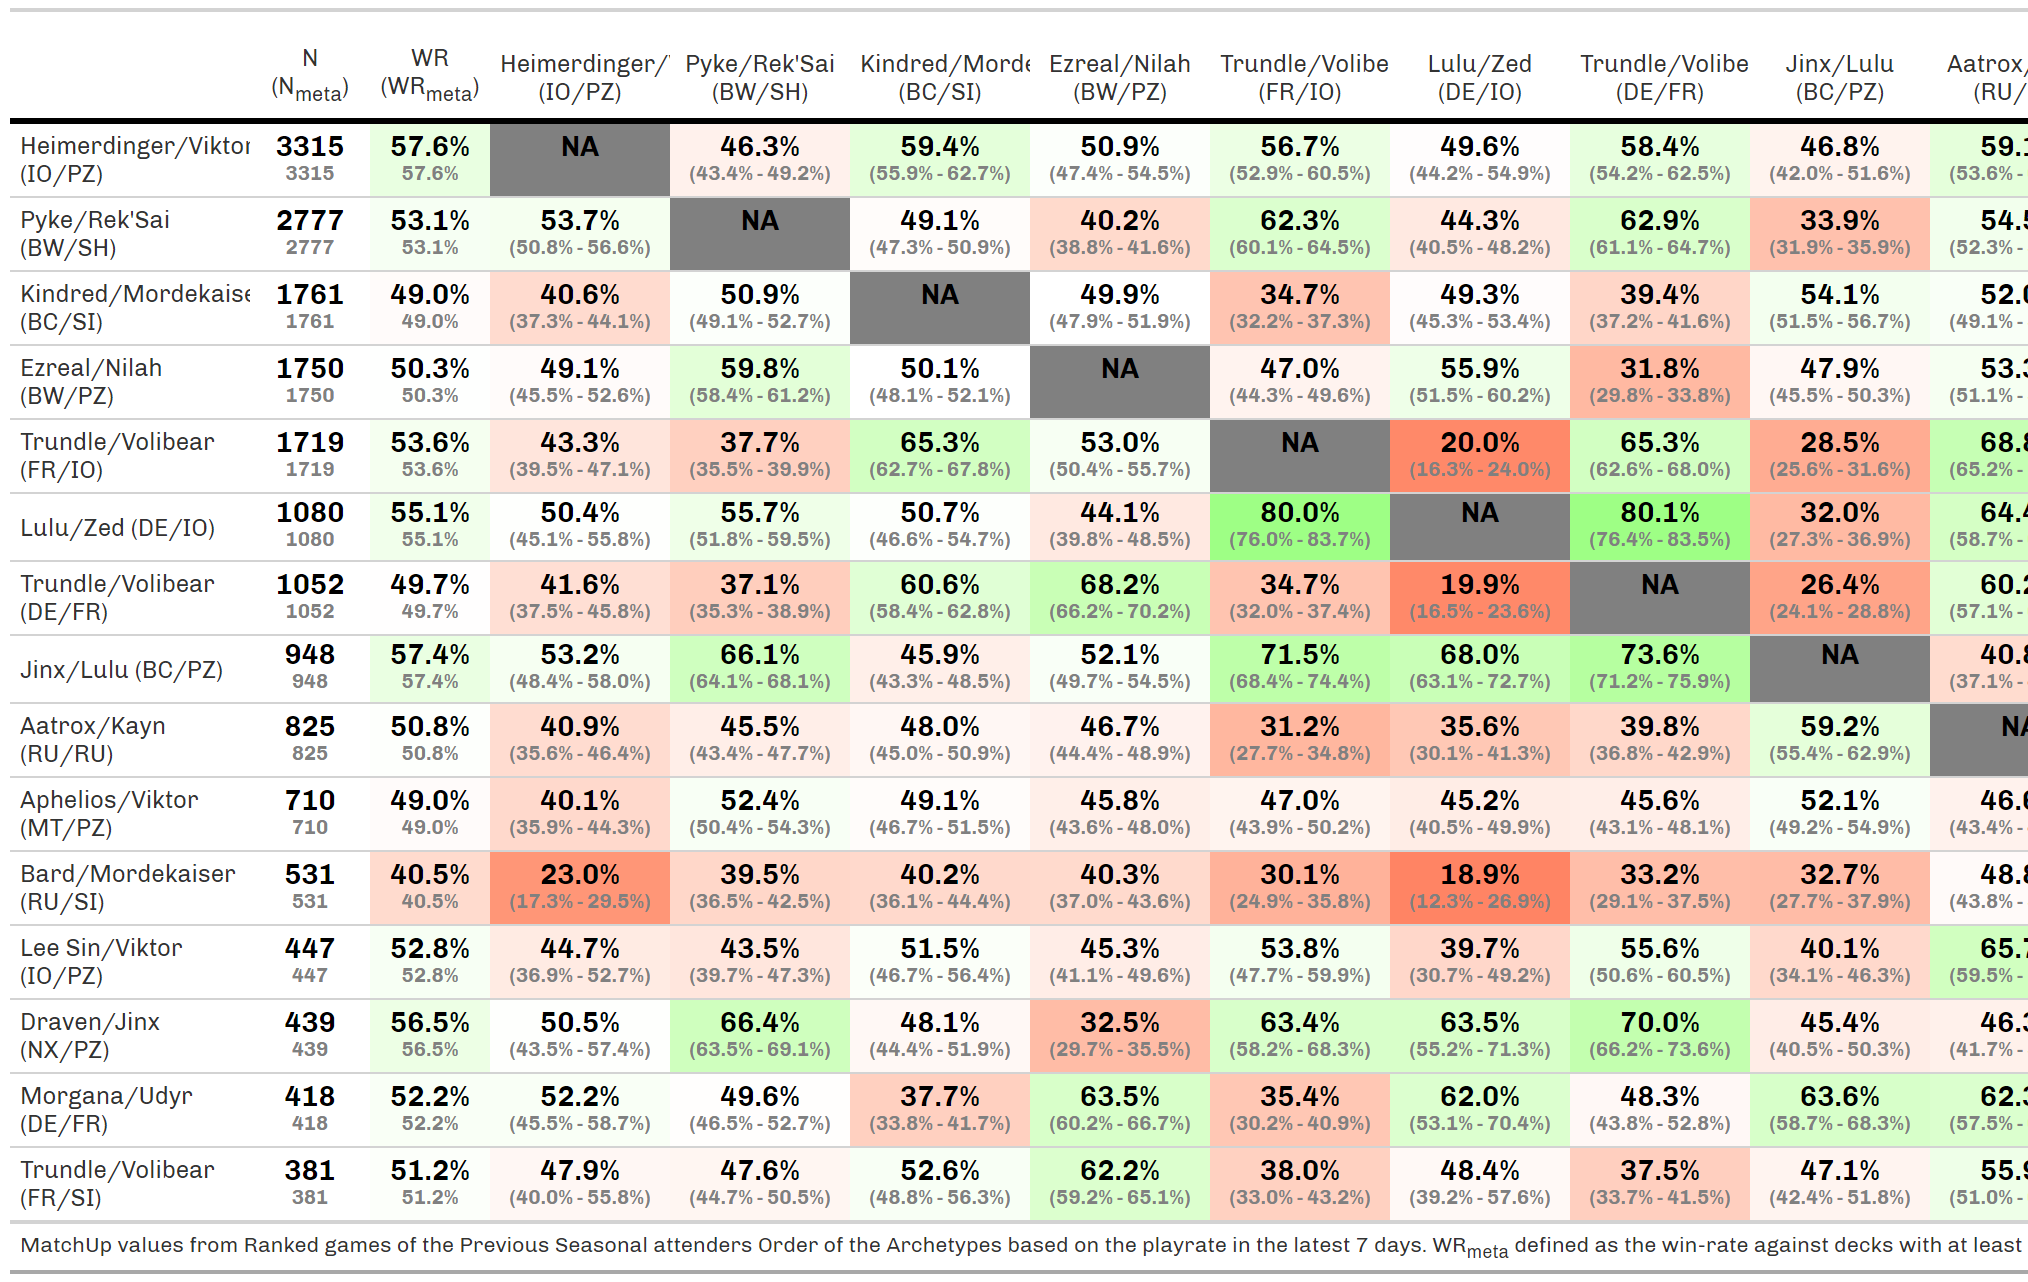 N WR Heimerdinger/ Pyke/Rek'Sai Kindred/Morde Ezreal/Nilah Trundle/Volibe Lulu/Zed Trundle/Volibe Jinx/Lulu Aatrox/
(Nmeta) (WRmeta) (IO/PZ) (BW/SH) (BC/SI) (BW/PZ) (FR/IO) (DE/IO) (DE/FR) (BC/PZ) (RU/
Heimerdinger/Viktor 3315 57.6% NA 46.3% 59.4% 50.9% 56.7% 49.6% 58.4% 46.8% 59.1
(IO/PZ) 3315 57.6% (43.4% - 49.2%) (55.9% - 62.7%) (47.4% - 54.5%) (52.9% - 60.5%) (44.2% - 54.9%) (54.2% - 62.5%) (42.0% - 51.6%) (53.6% -
Pyke/Rek'Sai 2777 53.1% 53.7% NA 49.1% 40.2% 62.3% 44.3% 62.9% 33.9% 54.5
(BW/SH) 2777 53.1% (50.8% - 56.6%) (47.3% - 50.9%) (38.8% - 41.6%) (60.1% - 64.5%) (40.5% - 48.2%) (61.1% - 64.7%) (31.9% - 35.9%) (52.3% -
Kindred/Mordekaise 1761 49.0% 40.6% 50.9% NA 49.9% 34.7% 49.3% 39.4% 54.1% 52.0
(BC/SI) 1761 49.0% (37.3% - 44.1%) (49.1% - 52.7%) (47.9% - 51.9%) (32.2% - 37.3%) (45.3% - 53.4%) (37.2% - 41.6%) (51.5% - 56.7%) (49.1% -
Ezreal/Nilah 1750 50.3% 49.1% 59.8% 50.1% NA 47.0% 55.9% 31.8% 47.9% 53.3
(BW/PZ) 1750 50.3% (45.5% - 52.6%) (58.4% - 61.2%) (48.1% - 52.1%) (44.3% - 49.6%) (51.5% - 60.2%) (29.8% - 33.8%) (45.5% - 50.3%) (51.1% -
Trundle/Volibear 1719 53.6% 43.3% 37.7% 65.3% 53.0% NA 20.0% 65.3% 28.5% 68.8
(FR/IO) 1719 53.6% (39.5% - 47.1%) (35.5% - 39.9%) (62.7% - 67.8%) (50.4% - 55.7%) (16.3% - 24.0%) (62.6% - 68.0%) (25.6% - 31.6%) (65.2% -
Lulu/Zed (DE/IO) 1080 55.1% 50.4% 55.7% 50.7% 44.1% 80.0% NA 80.1% 32.0% 64.4
1080 55.1% (45.1% - 55.8%) (51.8% - 59.5%) (46.6% - 54.7%) (39.8% - 48.5%) (76.0% - 83.7%) (76.4% - 83.5%) (27.3% - 36.9%) (58.7% -
Trundle/Volibear 1052 49.7% 41.6% 37.1% 60.6% 68.2% 34.7% 19.9% NA 26.4% 60.2
(DE/FR) 1052 49.7% (37.5% - 45.8%) (35.3% - 38.9%) (58.4% - 62.8%) (66.2% - 70.2%) (32.0% - 37.4%) (16.5% - 23.6%) (24.1% - 28.8%) (57.1% -
Jinx/Lulu (BC/PZ) 948 57.4% 53.2% 66.1% 45.9% 52.1% 71.5% 68.0% 73.6% NA 40.8
948 57.4% (48.4% - 58.0%) (64.1% - 68.1%) (43.3% - 48.5%) (49.7% - 54.5%) (68.4% - 74.4%) (63.1% - 72.7%) (71.2% - 75.9%) (37.1% -
Aatrox/Kayn 825 50.8% 40.9% 45.5% 48.0% 46.7% 31.2% 35.6% 39.8% 59.2% NA
(RU/RU) 825 50.8% (35.6% - 46.4%) (43.4% - 47.7%) (45.0% - 50.9%) (44.4% - 48.9%) (27.7% - 34.8%) (30.1% - 41.3%) (36.8% - 42.9%) (55.4% - 62.9%)
Aphelios/Viktor 710 49.0% 40.1% 52.4% 49.1% 45.8% 47.0% 45.2% 45.6% 52.1% 46.6
(MT/PZ) 710 49.0% (35.9% - 44.3%) (50.4% - 54.3%) (46.7% - 51.5%) (43.6% - 48.0%) (43.9% - 50.2%) (40.5% - 49.9%) (43.1% - 48.1%) (49.2% - 54.9%) (43.4% -
Bard/Mordekaiser 531 40.5% 23.0% 39.5% 40.2% 40.3% 30.1% 18.9% 33.2% 32.7% 48.8
(RU/SI) 531 40.5% (17.3% - 29.5%) (36.5% - 42.5%) (36.1% - 44.4%) (37.0% - 43.6%) (24.9% - 35.8%) (12.3% - 26.9%) (29.1% - 37.5%) (27.7% - 37.9%) (43.8% -
Lee Sin/Viktor 447 52.8% 44.7% 43.5% 51.5% 45.3% 53.8% 39.7% 55.6% 40.1% 65.7
(IO/PZ) 447 52.8% (36.9% - 52.7%) (39.7% - 47.3%) (46.7% - 56.4%) (41.1% - 49.6%) (47.7% - 59.9%) (30.7% - 49.2%) (50.6% - 60.5%) (34.1% - 46.3%) (59.5% -
Draven/Jinx 439 56.5% 50.5% 66.4% 48.1% 32.5% 63.4% 63.5% 70.0% 45.4% 46.3
(NX/PZ) 439 56.5% (43.5% - 57.4%) (63.5% - 69.1%) (44.4% - 51.9%) (29.7% - 35.5%) (58.2% - 68.3%) (55.2% - 71.3%) (66.2% - 73.6%) (40.5% - 50.3%) (41.7% -
Morgana/Udyr 418 52.2% 52.2% 49.6% 37.7% 63.5% 35.4% 62.0% 48.3% 63.6% 62.3
(DE/FR) 418 52.2% (45.5% - 58.7%) (46.5% - 52.7%) (33.8% - 41.7%) (60.2% - 66.7%) (30.2% - 40.9%) (53.1% - 70.4%) (43.8% - 52.8%) (58.7% - 68.3%) (57.5% -
Trundle/Volibear 381 51.2% 47.9% 47.6% 52.6% 62.2% 38.0% 48.4% 37.5% 47.1% 55.9
(FR/SI) 381 51.2% (40.0% - 55.8%) (44.7% - 50.5%) (48.8% - 56.3%) (59.2% - 65.1%) (33.0% - 43.2%) (39.2% - 57.6%) (33.7% - 41.5%) (42.4% - 51.8%) (51.0% -
MatchUp values from Ranked games of the Previous Seasonal attenders Order of the Archetypes based on the playrate in the latest 7 days. WRmeta defined as the win-rate against decks with at least